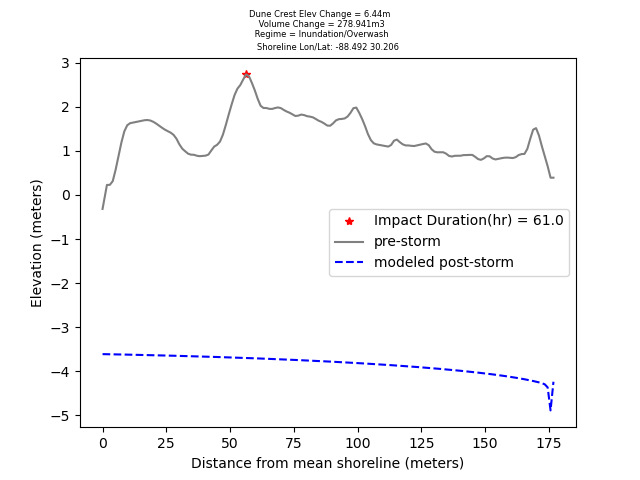 Dune Crest Elev Change = 6.44m
Volume Change = 278.941m3
Regime = Inundation/Overwash
Shoreline Lon/Lat: -88.492 30.206
3
2
1
0
−1
−2
−3
−4
−5
Elevation (meters)
Impact Duration(hr) = 61.0
pre-storm
modeled post-storm
0 25 50 75 100 125 150 175
Distance from mean shoreline (meters)